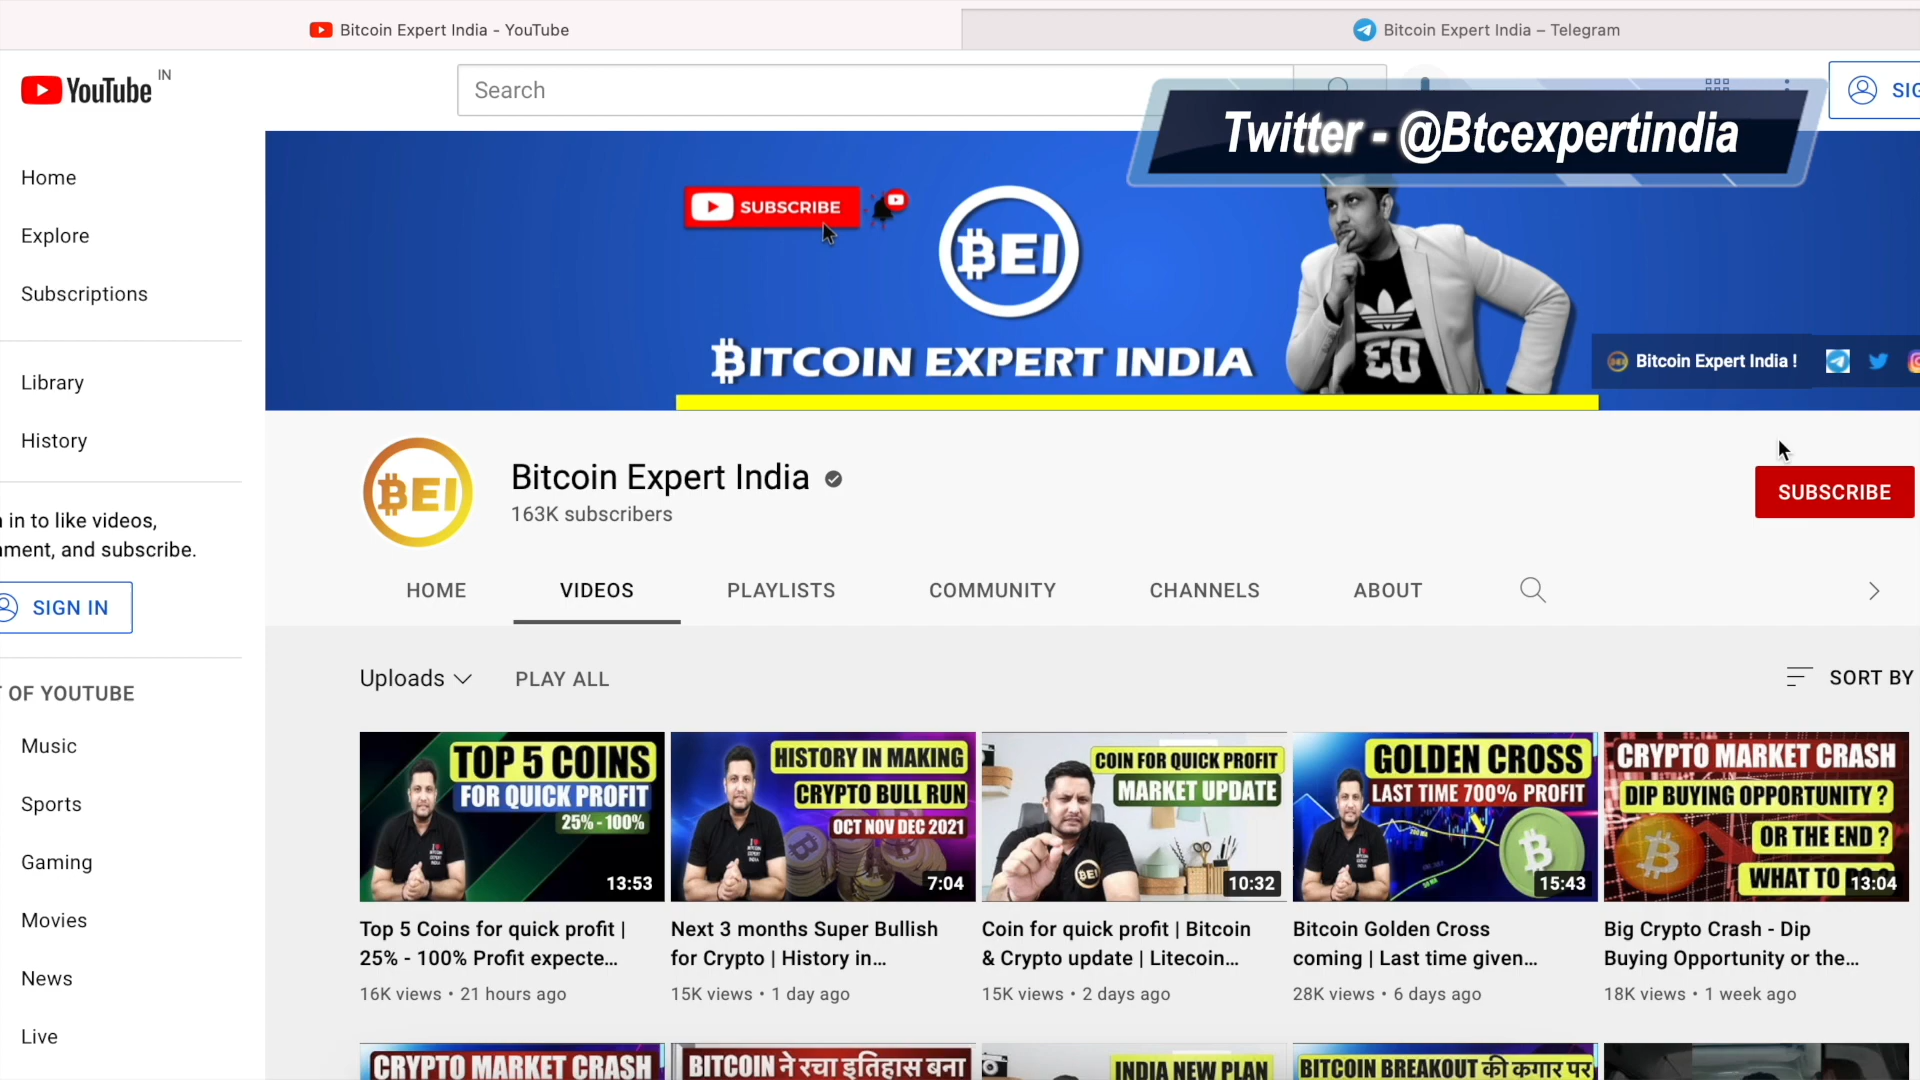 Bitcoin Expert India - YouTube
Bitcoin Expert India – Telegram
YouTube IN
Search
Twitter - @Btcexpertindia
Home
Explore
Subscriptions
Library
History
in to like videos,
and subscribe.
SIGN IN
OF YOUTUBE
Music
Sports
Gaming
Movies
News
Live
SUBSCRIBE
BEI
BITCOIN EXPERT INDIA
Bitcoin Expert India !
BEI
Bitcoin Expert India
163K subscribers
SUBSCRIBE
HOME VIDEOS PLAYLISTS COMMUNITY CHANNELS ABOUT
Uploads PLAY ALL
SORT BY
TOP 5 COINS
FOR QUICK PROFIT
25% - 100%
13:53
Top 5 Coins for quick profit |
25% - 100% Profit expecte...
16K views • 21 hours ago
HISTORY IN MAKING
CRYPTO BULL RUN
OCT NOV DEC 2021
7:04
Next 3 months Super Bullish
for Crypto | History in...
15K views • 1 day ago
COIN FOR QUICK PROFIT
MARKET UPDATE
BEI
10:32
Coin for quick profit | Bitcoin
& Crypto update | Litecoin...
15K views • 2 days ago
GOLDEN CROSS
LAST TIME 700% PROFIT
15:43
Bitcoin Golden Cross
coming | Last time given...
28K views • 6 days ago
CRYPTO MARKET CRASH
DIP BUYING OPPORTUNITY ?
OR THE END ?
WHAT TO
13:04
Big Crypto Crash - Dip
Buying Opportunity or the...
18K views • 1 week ago
CRYPTO MARKET CRASH
BITCOIN ने रचा इतिहास बना
INDIA NEW PLAN
BITCOIN BREAKOUT की कगार पर